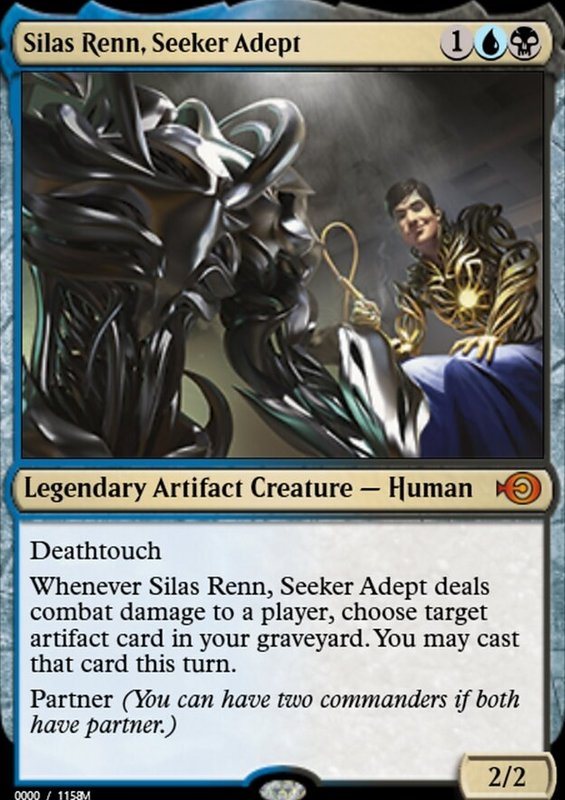 Silas Renn, Seeker Adept 1
Legendary Artifact Creature — Human
Deathtouch
Whenever Silas Renn, Seeker Adept deals
combat damage to a player, choose target
artifact card in your graveyard. You may cast
that card this turn.
Partner (You can have two commanders if both
have partner.)
2/2
0000 / 1158M